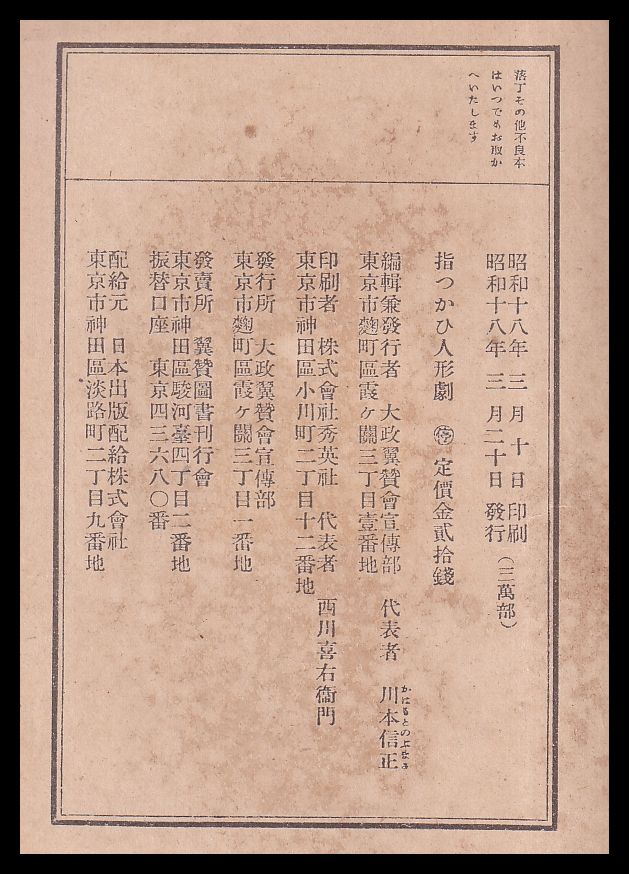 落丁その他不良本
はいつでもお取か
へいたします
昭和十八年 三 月 十 日 印刷
昭和十八年 三 月二十日 發行 (三萬部)
指つかひ人形劇 ㊕ 定價金貳拾錢
編輯兼發行者 大政翼贊會宣傳部 代表者 川本信正
かはもとのぶまさ
東京市麴町區霞ヶ關三丁目壹番地
印刷者 株式會社秀英社 代表者 西川喜右衞門
東京市神田區小川町二丁目十二番地
發行所 大政翼贊會宣傳部
東京市麴町區霞ヶ關三丁目一番地
發賣所 翼贊圖書刊行會
東京市神田區駿河臺四丁目二番地
振替口座 東京四三六八〇番
配給元 日本出版配給株式會社
東京市神田區淡路町二丁目九番地